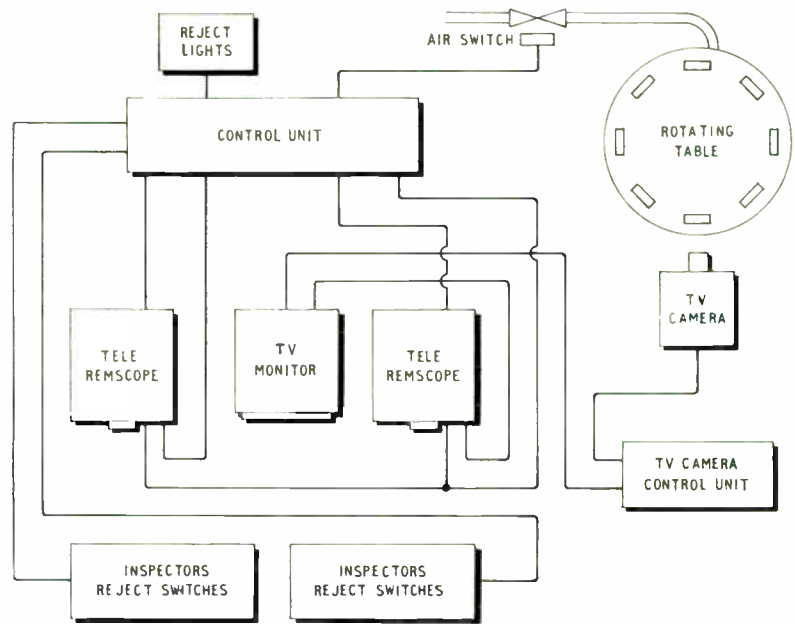 REJECT
LIGHTS
AIR SWITCH
CONTROL UNIT
ROTATING
TABLE
TV
CAMERA
TELE
REMSCOPE
TV
MONITOR
TELE
REMSCOPE
TV CAMERA
CONTROL UNIT
INSPECTORS
REJECT SWITCHES
INSPECTORS
REJECT SWITCHES